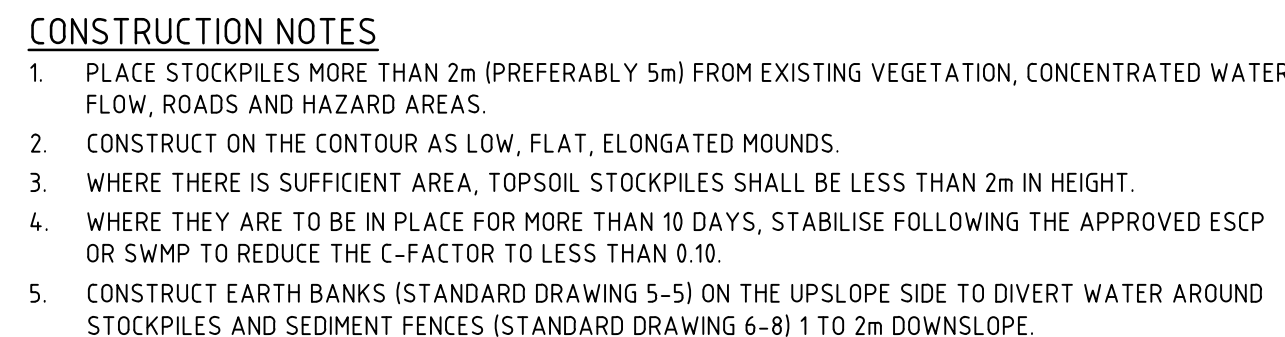 CONSTRUCTION NOTES
1. PLACE STOCKPILES MORE THAN 2m (PREFERABLY 5m) FROM EXISTING VEGETATION, CONCENTRATED WATER
FLOW, ROADS AND HAZARD AREAS.
2. CONSTRUCT ON THE CONTOUR AS LOW, FLAT, ELONGATED MOUNDS.
3. WHERE THERE IS SUFFICIENT AREA, TOPSOIL STOCKPILES SHALL BE LESS THAN 2m IN HEIGHT.
4. WHERE THEY ARE TO BE IN PLACE FOR MORE THAN 10 DAYS, STABILISE FOLLOWING THE APPROVED ESCP
OR SWMP TO REDUCE THE C-FACTOR TO LESS THAN 0.10.
5. CONSTRUCT EARTH BANKS (STANDARD DRAWING 5-5) ON THE UPSLOPE SIDE TO DIVERT WATER AROUND
STOCKPILES AND SEDIMENT FENCES (STANDARD DRAWING 6-8) 1 TO 2m DOWNSLOPE.